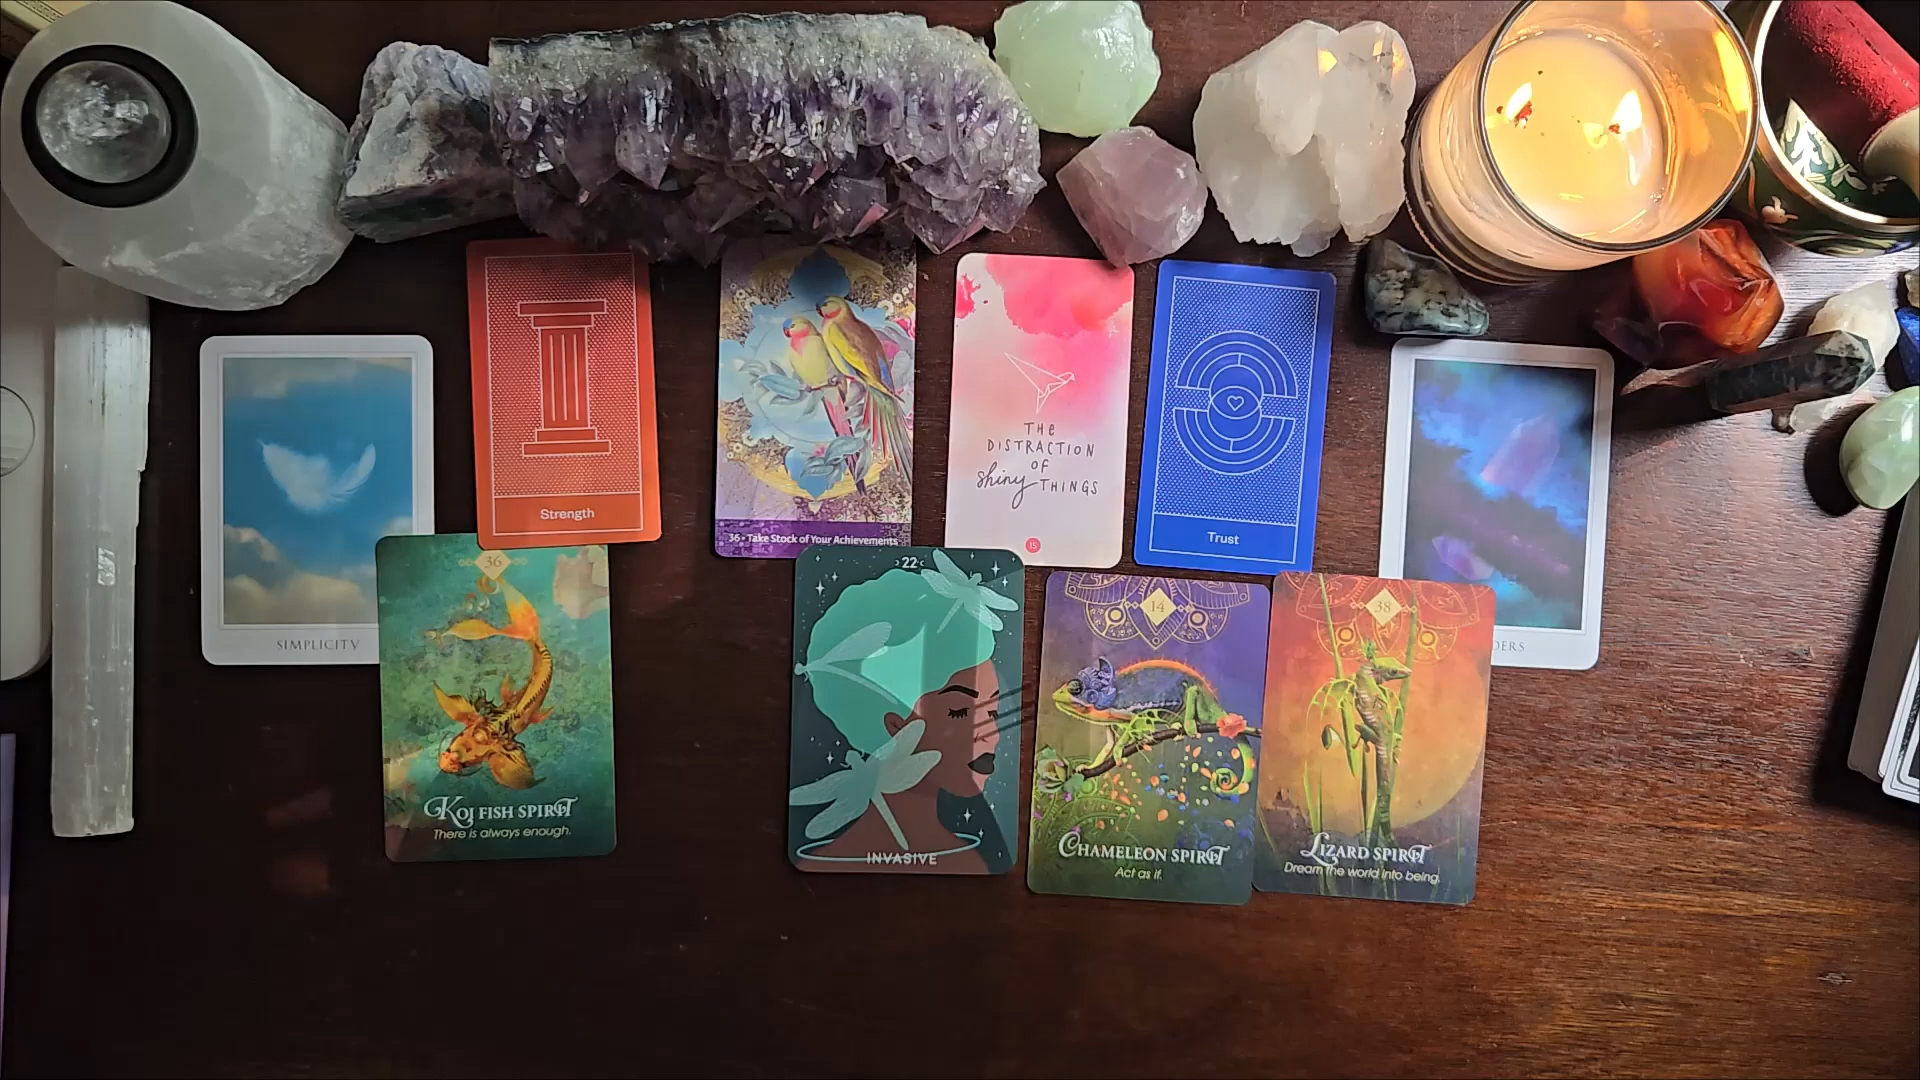 SIMPLICITY
Strength
36 • Take Stock of Your Achievements
THE
DISTRACTION
OF
Shiny THINGS
15
Trust
DERS
36
KOI FISH SPIRIT
There is always enough.
22
INVASIVE
14
CHAMELEON SPIRIT
Act as if.
38
LIZARD SPIRIT
Dream the world into being.